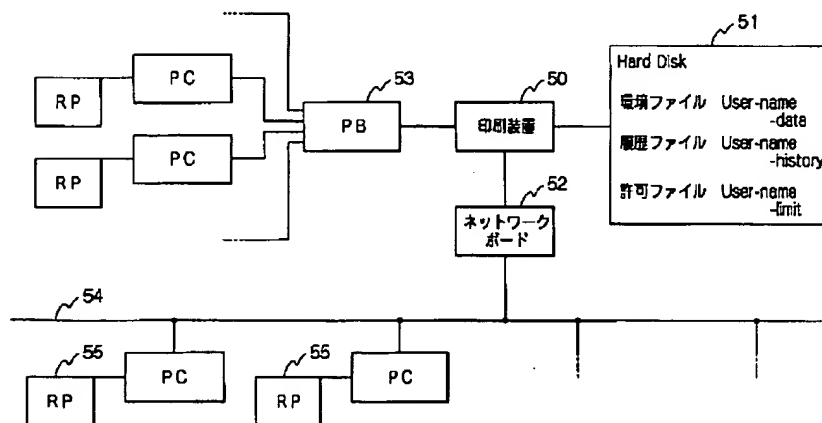 51
Hard Disk
53
50
PC
RP
PB
印刷装置
環境ファイル User-name
-data
PC
RP
履歴ファイル User-name
-history
52
許可ファイル User-name
-limit
ネットワーク
ボード
54
55
PC
RP
55
PC
RP